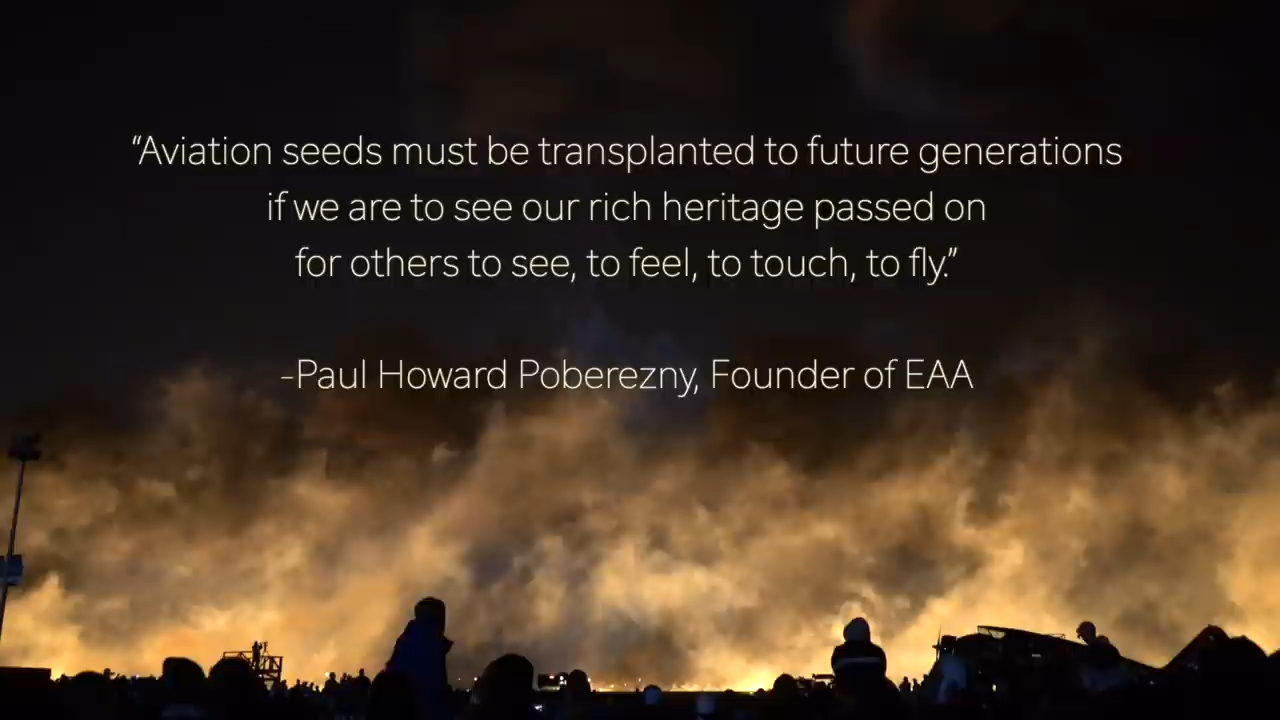 “Aviation seeds must be transplanted to future generations
if we are to see our rich heritage passed on
for others to see, to feel, to touch, to fly.”
-Paul Howard Poberezny, Founder of EAA